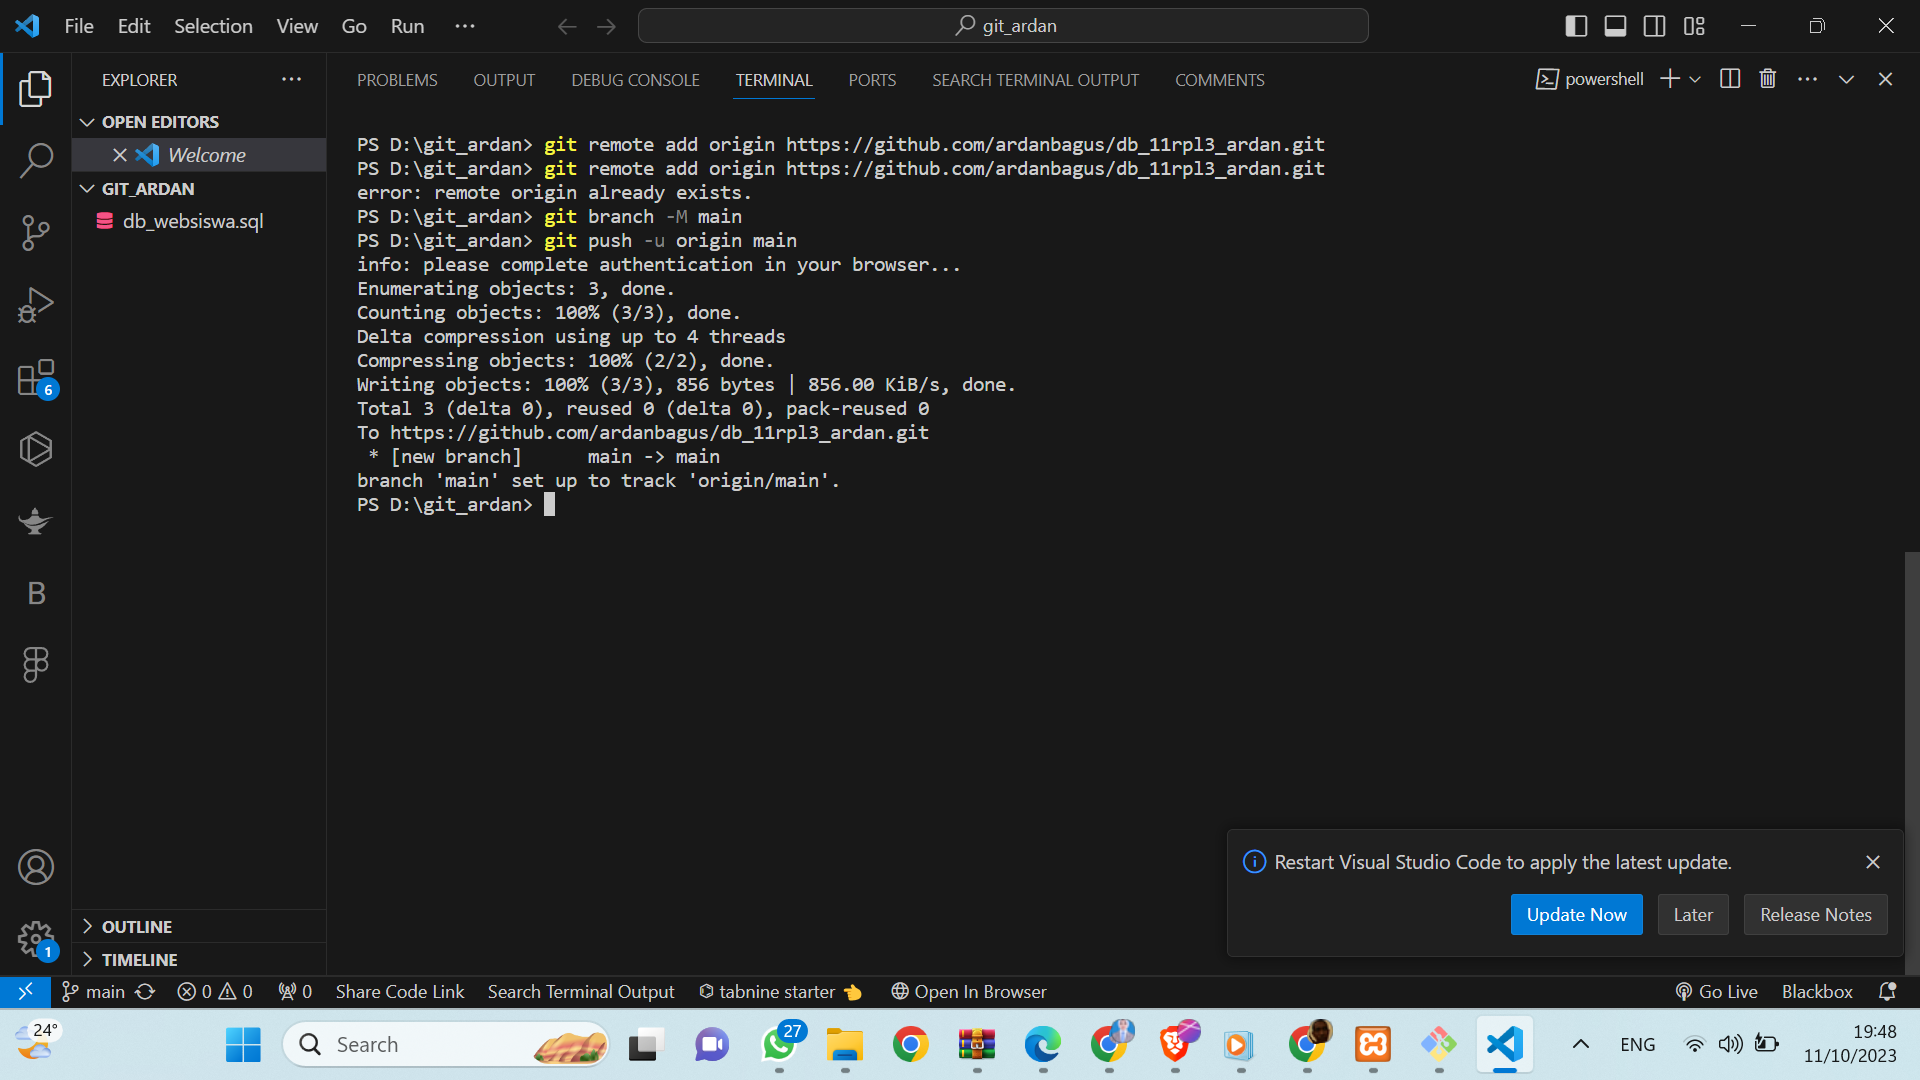 File Edit Selection View Go Run ···
git_ardan
EXPLORER ···
PROBLEMS OUTPUT DEBUG CONSOLE TERMINAL PORTS SEARCH TERMINAL OUTPUT COMMENTS
powershell
OPEN EDITORS
Welcome
GIT_ARDAN
db_websiswa.sql
PS D:\git_ardan> git remote add origin https://github.com/ardanbagus/db_11rpl3_ardan.git
PS D:\git_ardan> git remote add origin https://github.com/ardanbagus/db_11rpl3_ardan.git
error: remote origin already exists.
PS D:\git_ardan> git branch -M main
PS D:\git_ardan> git push -u origin main
info: please complete authentication in your browser...
Enumerating objects: 3, done.
Counting objects: 100% (3/3), done.
Delta compression using up to 4 threads
Compressing objects: 100% (2/2), done.
Writing objects: 100% (3/3), 856 bytes | 856.00 KiB/s, done.
Total 3 (delta 0), reused 0 (delta 0), pack-reused 0
To https://github.com/ardanbagus/db_11rpl3_ardan.git
 * [new branch]      main -> main
branch 'main' set up to track 'origin/main'.
PS D:\git_ardan>
6
B
1
OUTLINE
TIMELINE
Restart Visual Studio Code to apply the latest update.
Update Now Later Release Notes
main 0 0 0 Share Code Link Search Terminal Output tabnine starter Open In Browser Go Live Blackbox
24°
Search
27
ENG
19:48
11/10/2023